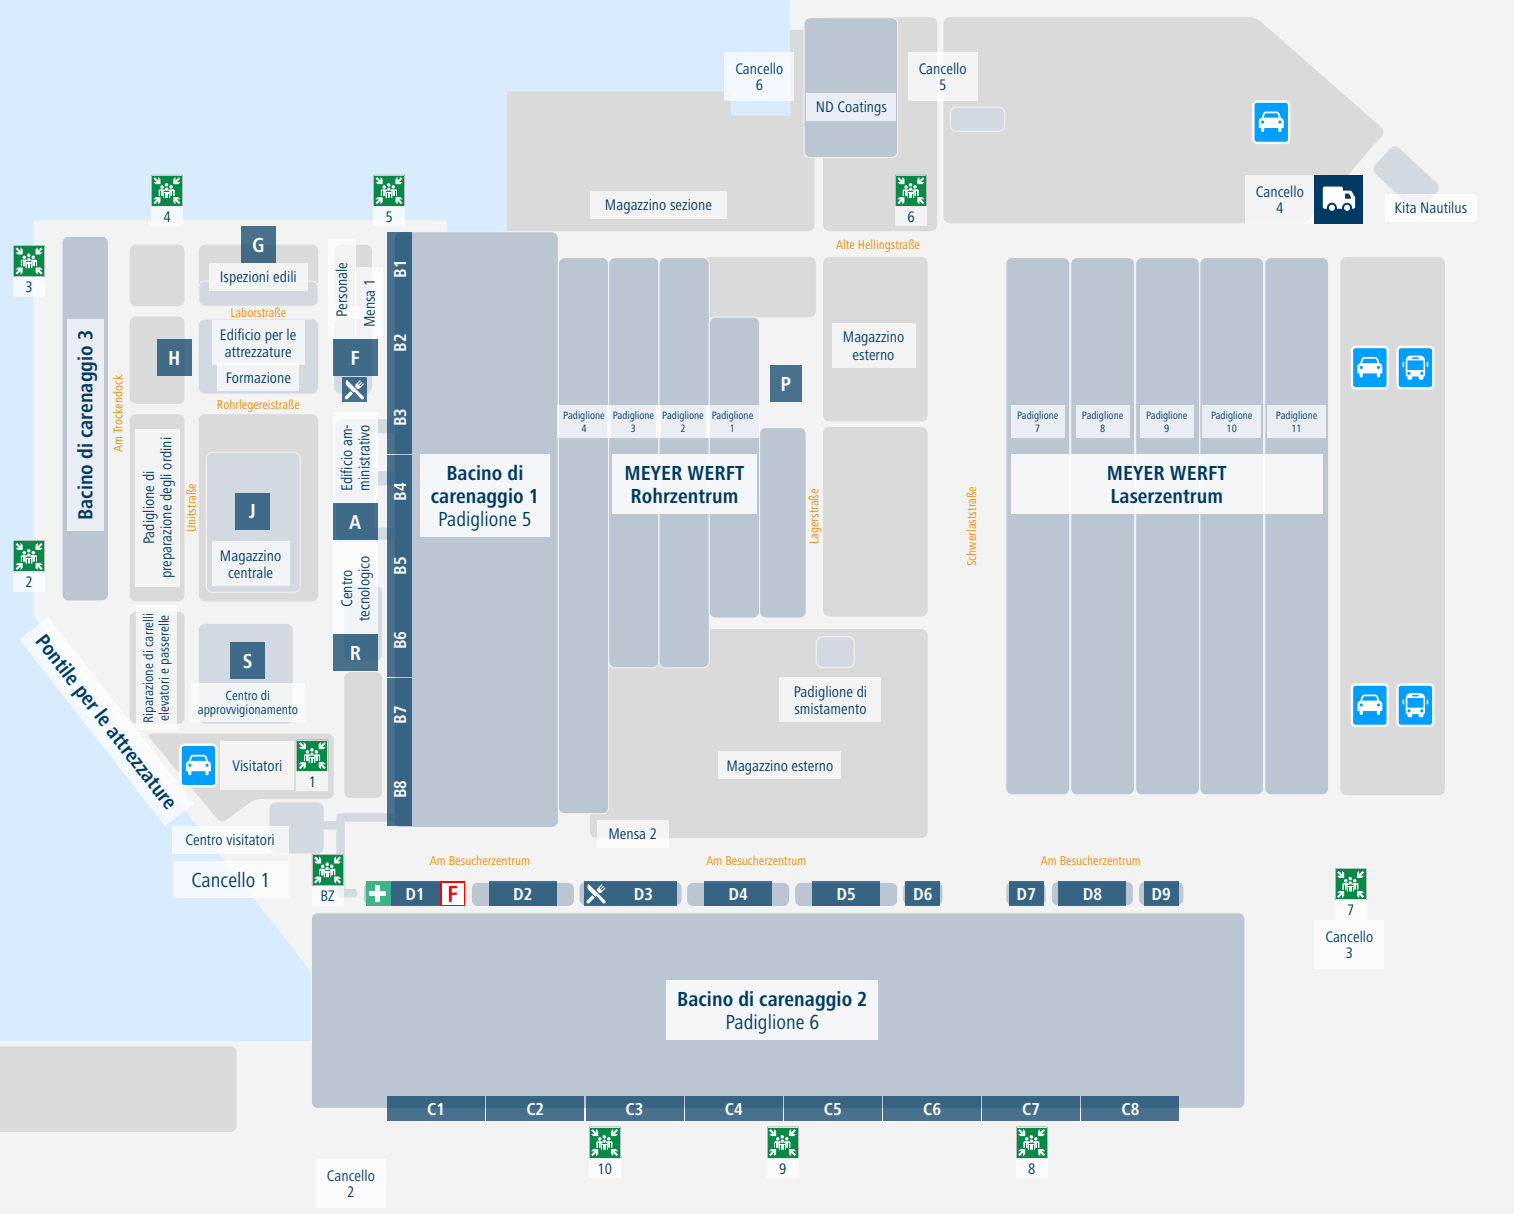 Cancello
6
Cancello
5
ND Coatings
Cancello
4
Kita Nautilus
Magazzino sezione
4
5
6
3
Alte Hellingstraße
G
Ispezioni edili
Laborstraße
Edificio per le
attrezzature
Formazione
Rohrlegereistraße
H
Personale
Mensa 1
F
B1
B2
B3
B4
B5
B6
B7
B8
Bacino di carenaggio 3
Am Trockendock
Padiglione di
preparazione degli ordini
Unitstraße
J
Magazzino
centrale
Edificio am-
ministrativo
A
Centro
tecnologico
R
2
Riparazione di carrelli
elevatori e passerelle
S
Centro di
approvvigionamento
Pontile per le attrezzature
Visitatori
1
Centro visitatori
Cancello 1
BZ
Bacino di
carenaggio 1
Padiglione 5
Padiglione
4
Padiglione
3
Padiglione
2
Padiglione
1
MEYER WERFT
Rohrzentrum
P
Magazzino
esterno
Lagerstraße
Schwerlaststraße
Padiglione di
smistamento
Magazzino esterno
Mensa 2
Padiglione
7
Padiglione
8
Padiglione
9
Padiglione
10
Padiglione
11
MEYER WERFT
Laserzentrum
Am Besucherzentrum
Am Besucherzentrum
Am Besucherzentrum
D1
F
D2
D3
D4
D5
D6
D7
D8
D9
7
Cancello
3
Bacino di carenaggio 2
Padiglione 6
C1
C2
C3
C4
C5
C6
C7
C8
10
9
8
Cancello
2